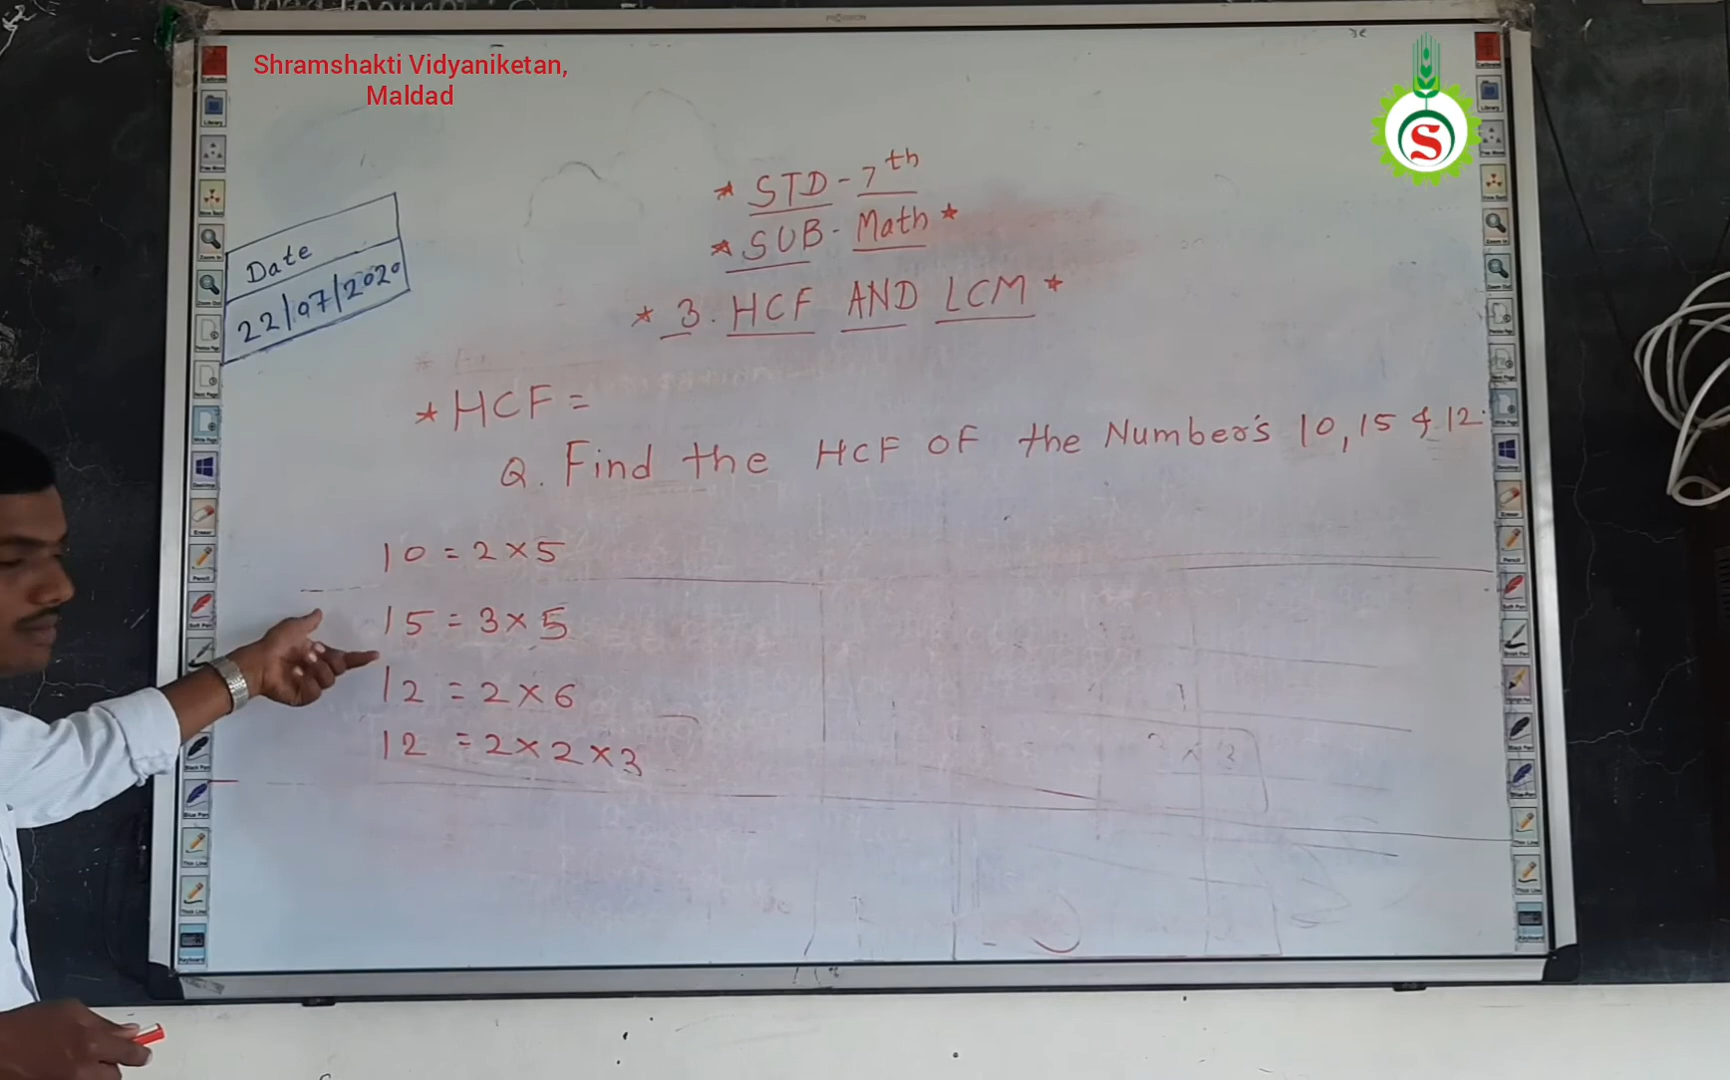 Shramshakti Vidyaniketan,
Maldad
S
* STD-7th
* SUB- Math *
* 3. HCF AND LCM *
Date
22/07/2020
* HCF =
Q. Find the HCF OF the Number's 10, 15 & 12.
10 = 2 × 5
15 = 3 × 5
12 = 2 × 6
12 = 2 × 2 × 3